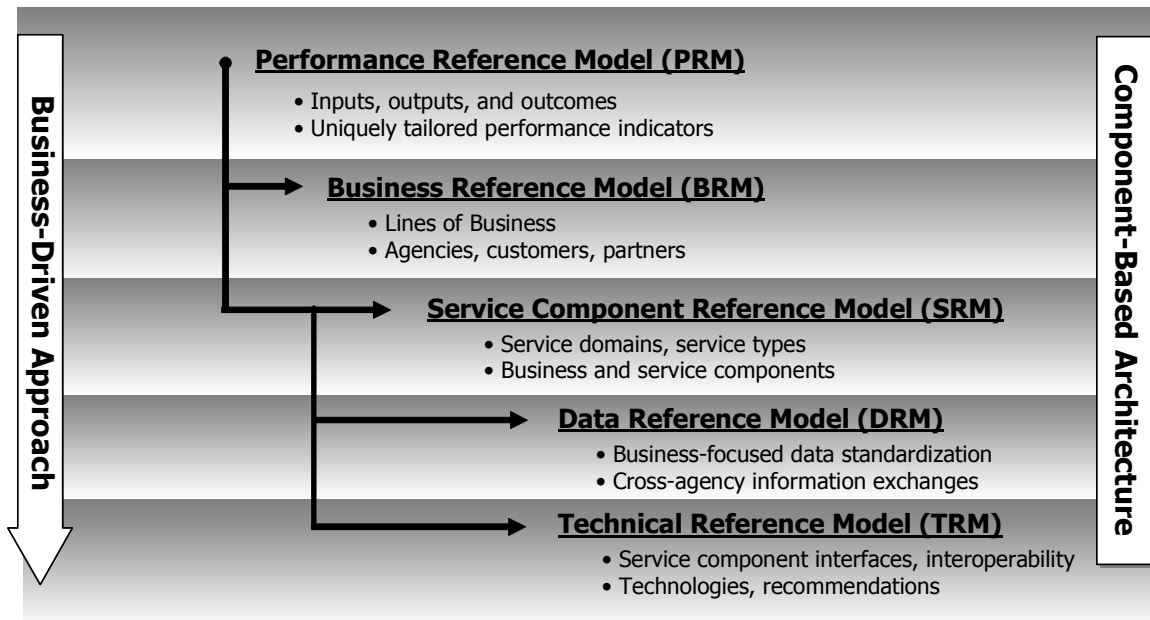 Business-Driven Approach
Performance Reference Model (PRM)
• Inputs, outputs, and outcomes
• Uniquely tailored performance indicators
Business Reference Model (BRM)
• Lines of Business
• Agencies, customers, partners
Service Component Reference Model (SRM)
• Service domains, service types
• Business and service components
Data Reference Model (DRM)
• Business-focused data standardization
• Cross-agency information exchanges
Technical Reference Model (TRM)
• Service component interfaces, interoperability
• Technologies, recommendations
Component-Based Architecture